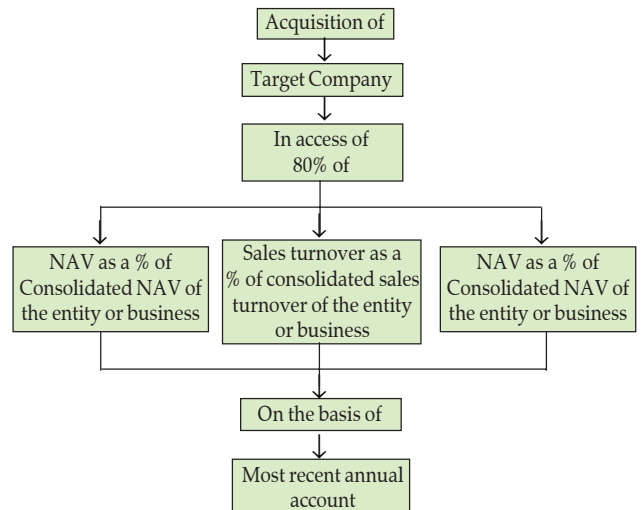 Acquisition of
Target Company
In access of
80% of
NAV as a % of
Consolidated NAV of
the entity or business
Sales turnover as a
% of consolidated sales
turnover of the entity
or business
NAV as a % of
Consolidated NAV of
the entity or business
On the basis of
Most recent annual
account